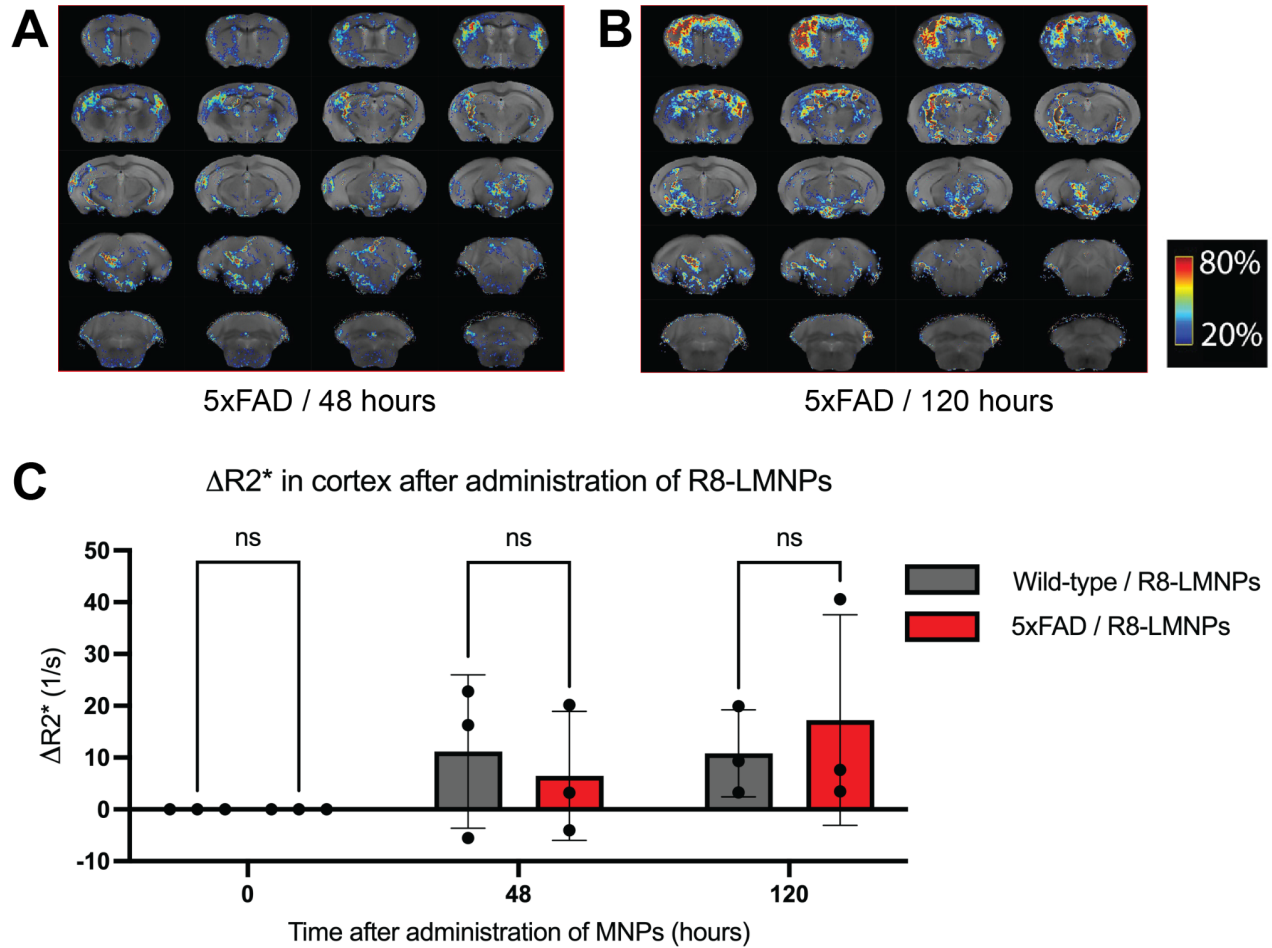 A
B
80%
20%
5xFAD / 48 hours
5xFAD / 120 hours
C
ΔR2* in cortex after administration of R8-LMNPs
ns
ns
ns
50
40
30
20
10
0
-10
ΔR2* (1/s)
Wild-type / R8-LMNPs
5xFAD / R8-LMNPs
0
48
120
Time after administration of MNPs (hours)